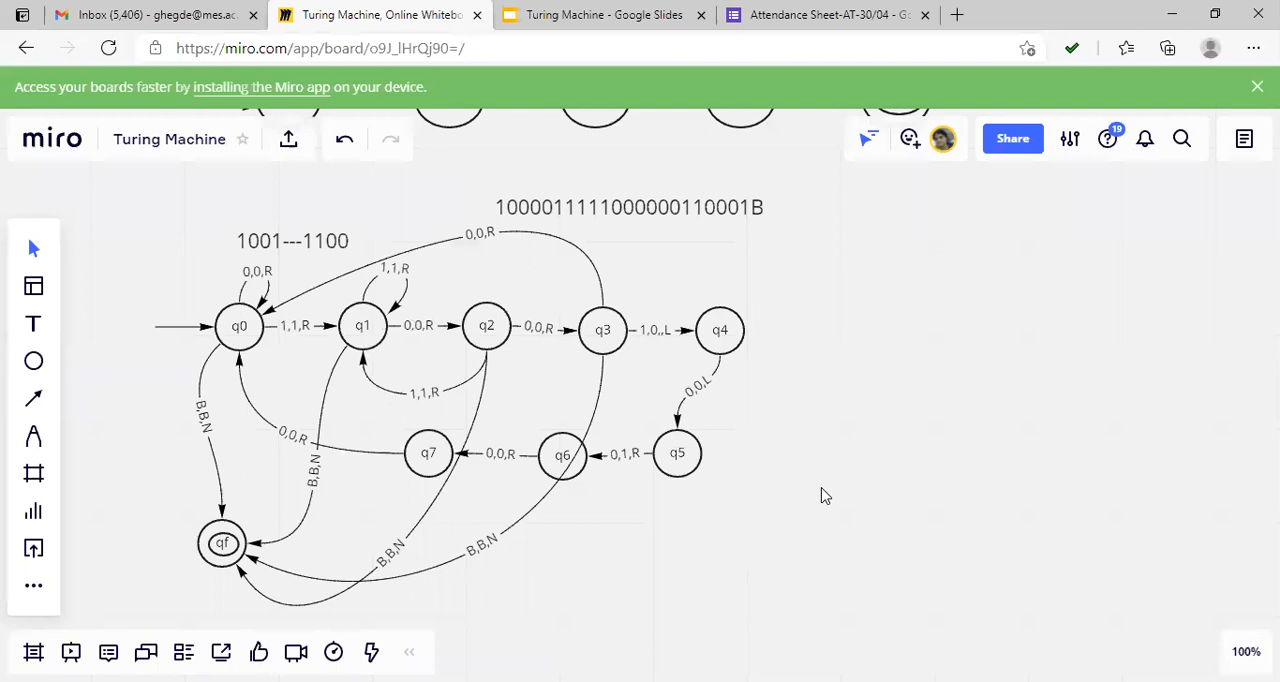 Inbox (5,406) - ghegde@mes.ac.
Turing Machine, Online Whitebo
Turing Machine - Google Slides
Attendance Sheet-AT-30/04 - Go
https://miro.com/app/board/o9J_lHrQj90=/
Access your boards faster by installing the Miro app on your device.
miro
Turing Machine
Share
19
100001111100000011 0001B
1001---1100
0,0,R
0,0,R
1,1,R
q0
1,1,R
q1
0,0,R
q2
0,0,R
q3
1,0,,L
q4
1,1,R
0,0,L
B,B,N
0,0,R
q7
0,0,R
q6
0,1,R
q5
B,B,N
qf
B,B,N
B,B,N
100%